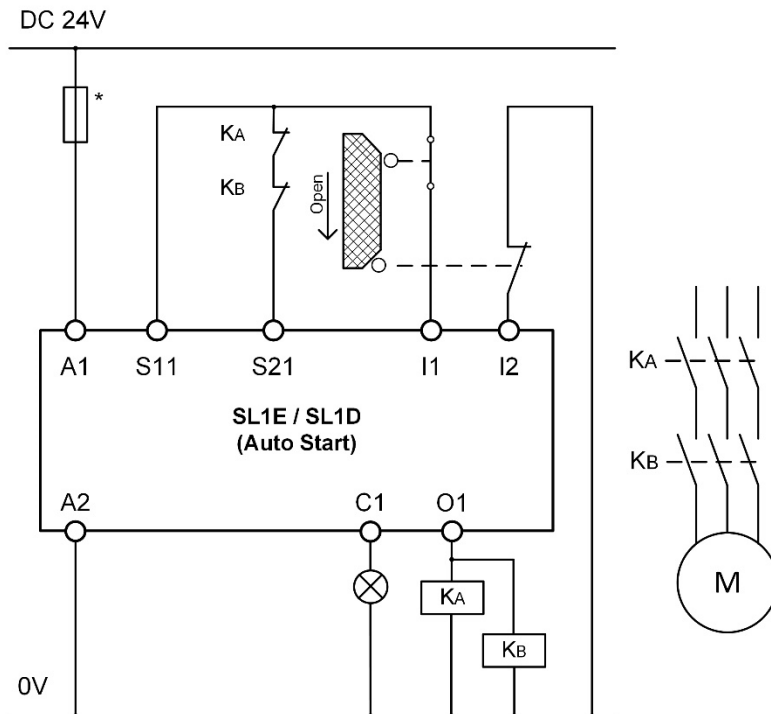 DC 24V
*
KA
KB
Open
A1 S11 S21 I1 I2
SL1E / SL1D
(Auto Start)
A2 C1 O1
KA
KB
0V
KA
KB
M